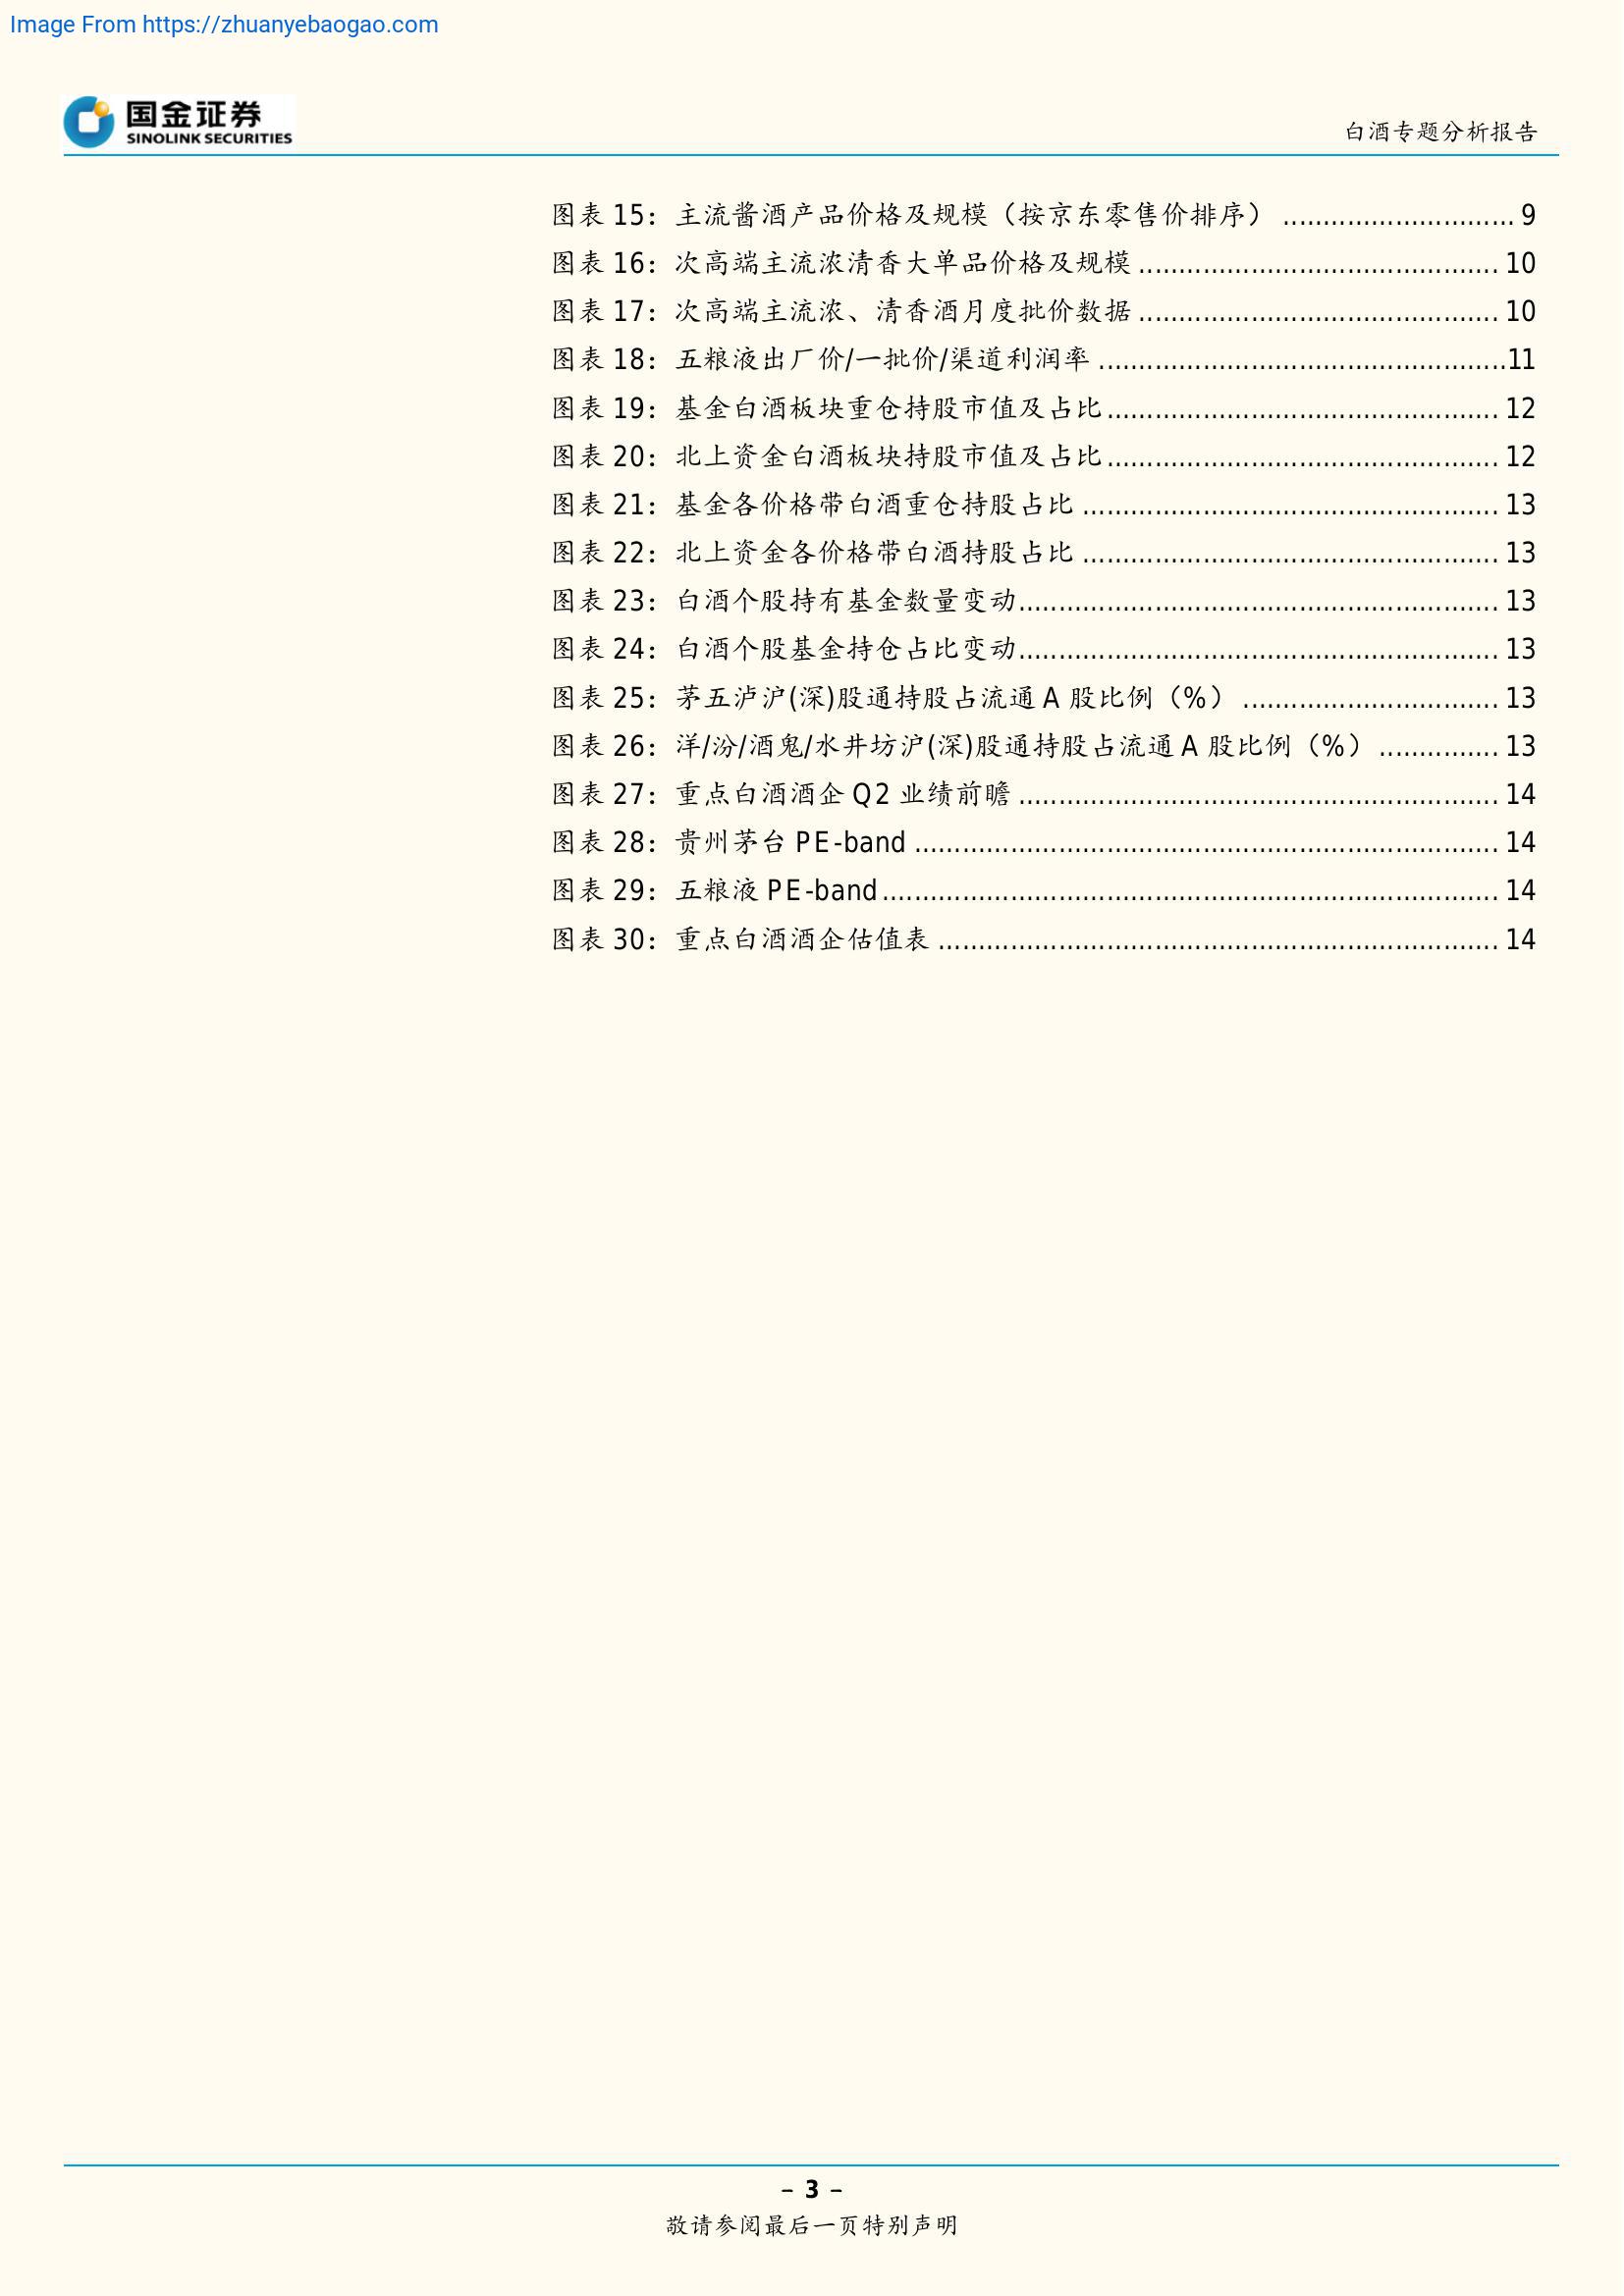 Image From https://zhuanyebaogao.com
国金证券
SINOLINK SECURITIES
白酒专题分析报告
图表 15：主流酱酒产品价格及规模（按京东零售价排序） ............................. 9
图表 16：次高端主流浓清香大单品价格及规模 ............................................. 10
图表 17：次高端主流浓、清香酒月度批价数据 ............................................. 10
图表 18：五粮液出厂价/一批价/渠道利润率 ...................................................11
图表 19：基金白酒板块重仓持股市值及占比................................................. 12
图表 20：北上资金白酒板块持股市值及占比................................................. 12
图表 21：基金各价格带白酒重仓持股占比 .................................................... 13
图表 22：北上资金各价格带白酒持股占比 .................................................... 13
图表 23：白酒个股持有基金数量变动............................................................ 13
图表 24：白酒个股基金持仓占比变动............................................................ 13
图表 25：茅五泸沪(深)股通持股占流通 A 股比例（%） ................................ 13
图表 26：洋/汾/酒鬼/水井坊沪(深)股通持股占流通 A 股比例（%） ............... 13
图表 27：重点白酒酒企 Q2 业绩前瞻 ............................................................ 14
图表 28：贵州茅台 PE-band ......................................................................... 14
图表 29：五粮液 PE-band............................................................................. 14
图表 30：重点白酒酒企估值表 ...................................................................... 14
- 3 -
敬请参阅最后一页特别声明